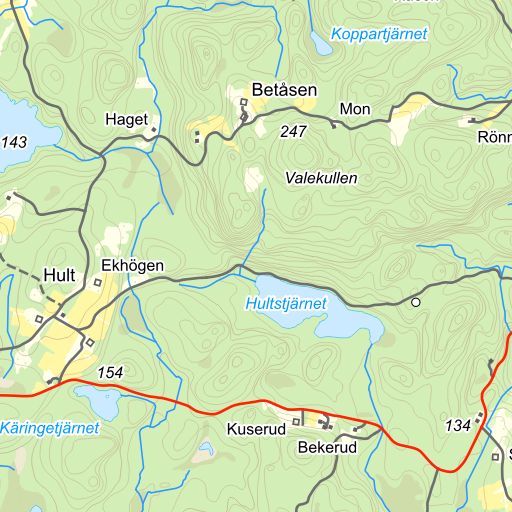 Koppartjärnet
Betåsen
Mon
Haget
247
143
Valekullen
Ekhögen
Hult
Hultstjärnet
154
Käringetjärnet
Kuserud
134
Bekerud